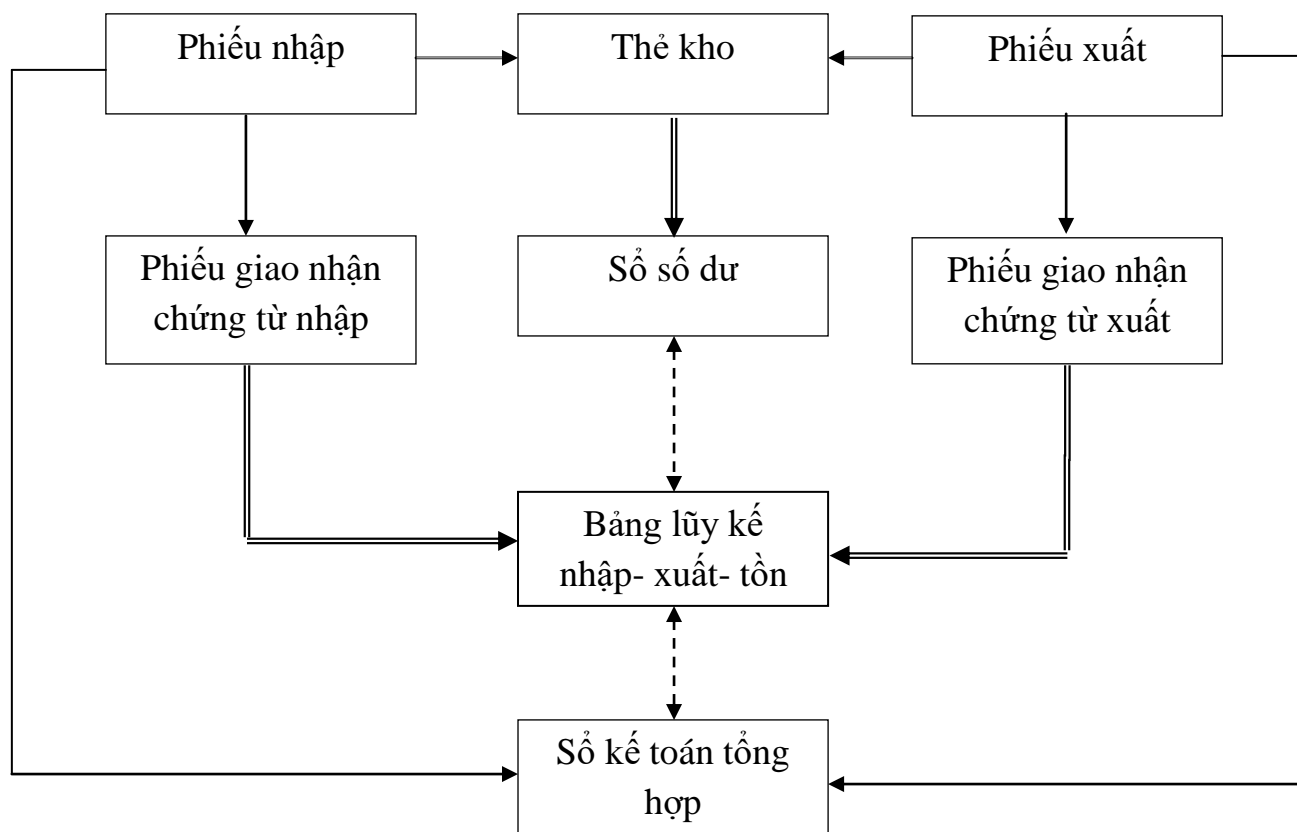 Phiếu nhập
Thẻ kho
Phiếu xuất
Phiếu giao nhận
chứng từ nhập
Sổ số dư
Phiếu giao nhận
chứng từ xuất
Bảng lũy kế
nhập- xuất- tồn
Sổ kế toán tổng
hợp